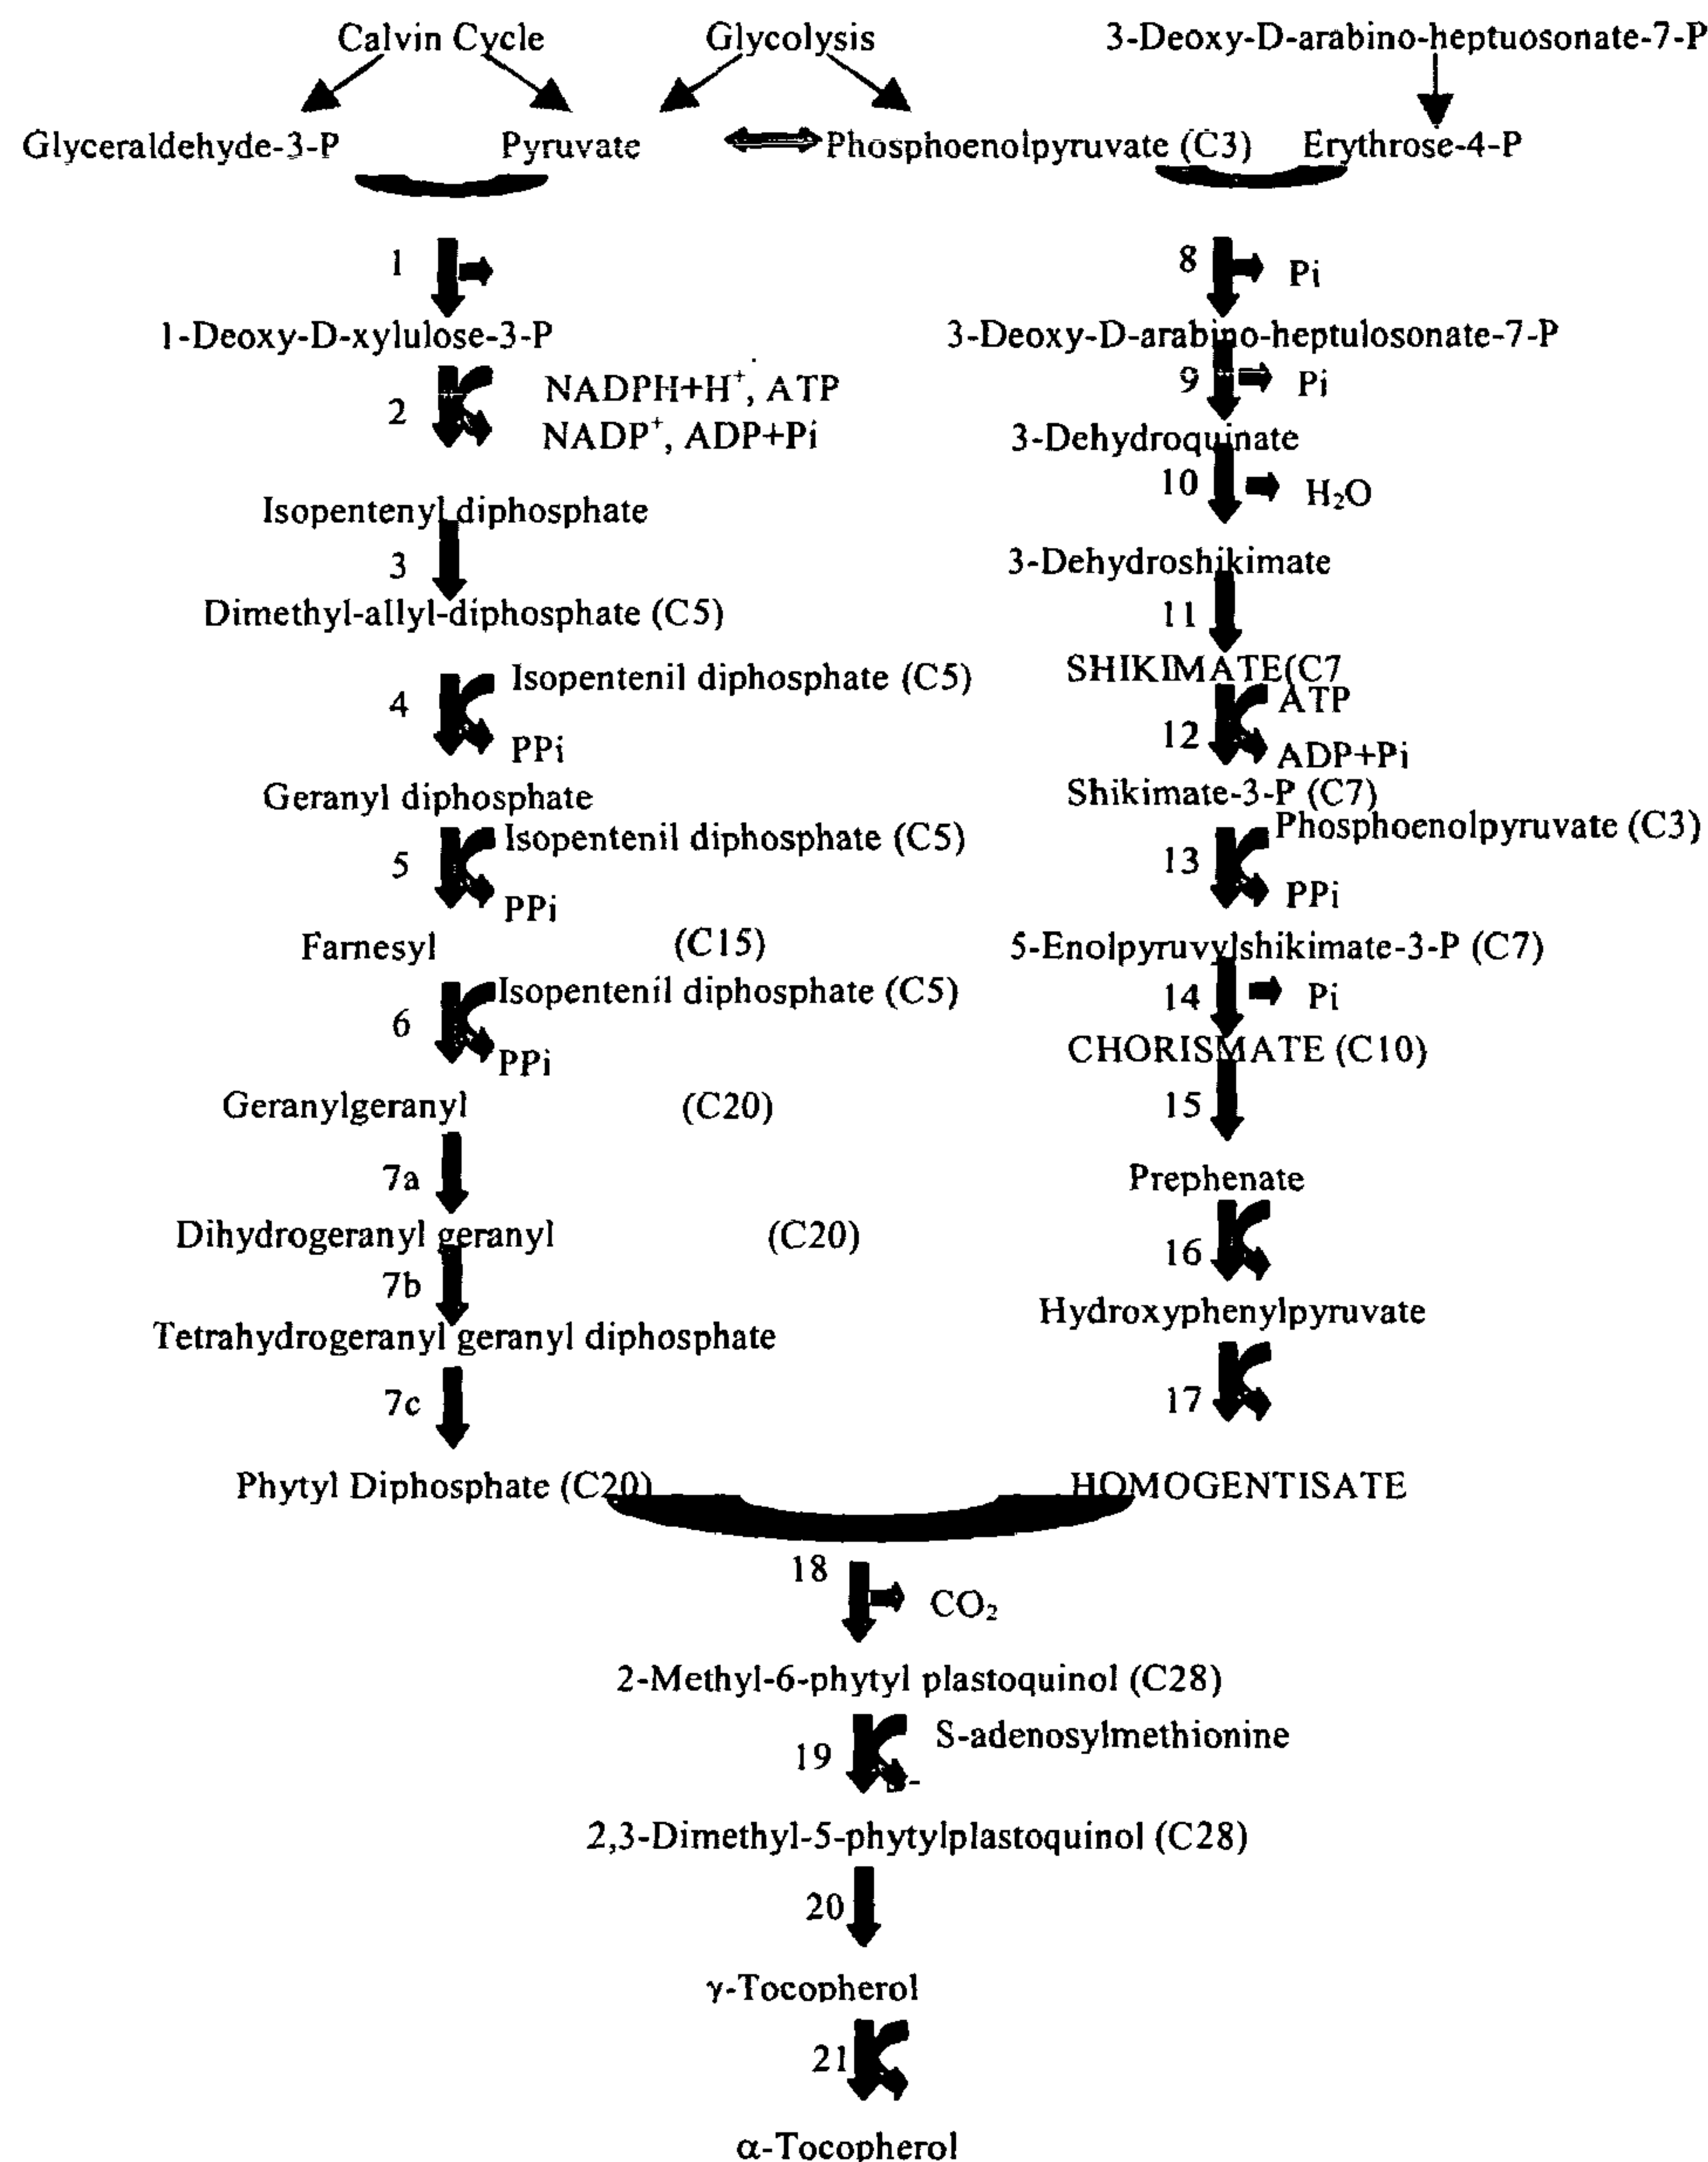 Calvin Cycle Glycolysis 3-Deoxy-D-arabino-heptuosonate-7-P
Glyceraldehyde-3-P Pyruvate Phosphoenolpyruvate (C3) Erythrose-4-P
1
8 Pi
1-Deoxy-D-xylulose-3-P 3-Deoxy-D-arabino-heptulosonate-7-P
NADPH+H⁺, ATP 9 Pi
2 NADP⁺, ADP+Pi 3-Dehydroquinate
10 H₂O
Isopentenyl diphosphate
3 3-Dehydroshikimate
Dimethyl-allyl-diphosphate (C5) 11
Isopentenil diphosphate (C5) SHIKIMATE(C7
4 ATP
PPi 12 ADP+Pi
Geranyl diphosphate Shikimate-3-P (C7)
Isopentenil diphosphate (C5) Phosphoenolpyruvate (C3)
5 13
PPi PPi
Farnesyl (C15) 5-Enolpyruvylshikimate-3-P (C7)
Isopentenil diphosphate (C5) 14 Pi
6
PPi CHORISMATE (C10)
Geranylgeranyl (C20) 15
7a Prephenate
Dihydrogeranyl geranyl (C20) 16
7b
Tetrahydrogeranyl geranyl diphosphate Hydroxyphenylpyruvate
7c 17
Phytyl Diphosphate (C20) HOMOGENTISATE
18 CO₂
2-Methyl-6-phytyl plastoquinol (C28)
19 S-adenosylmethionine
2,3-Dimethyl-5-phytylplastoquinol (C28)
20
γ-Tocopherol
21
α-Tocopherol